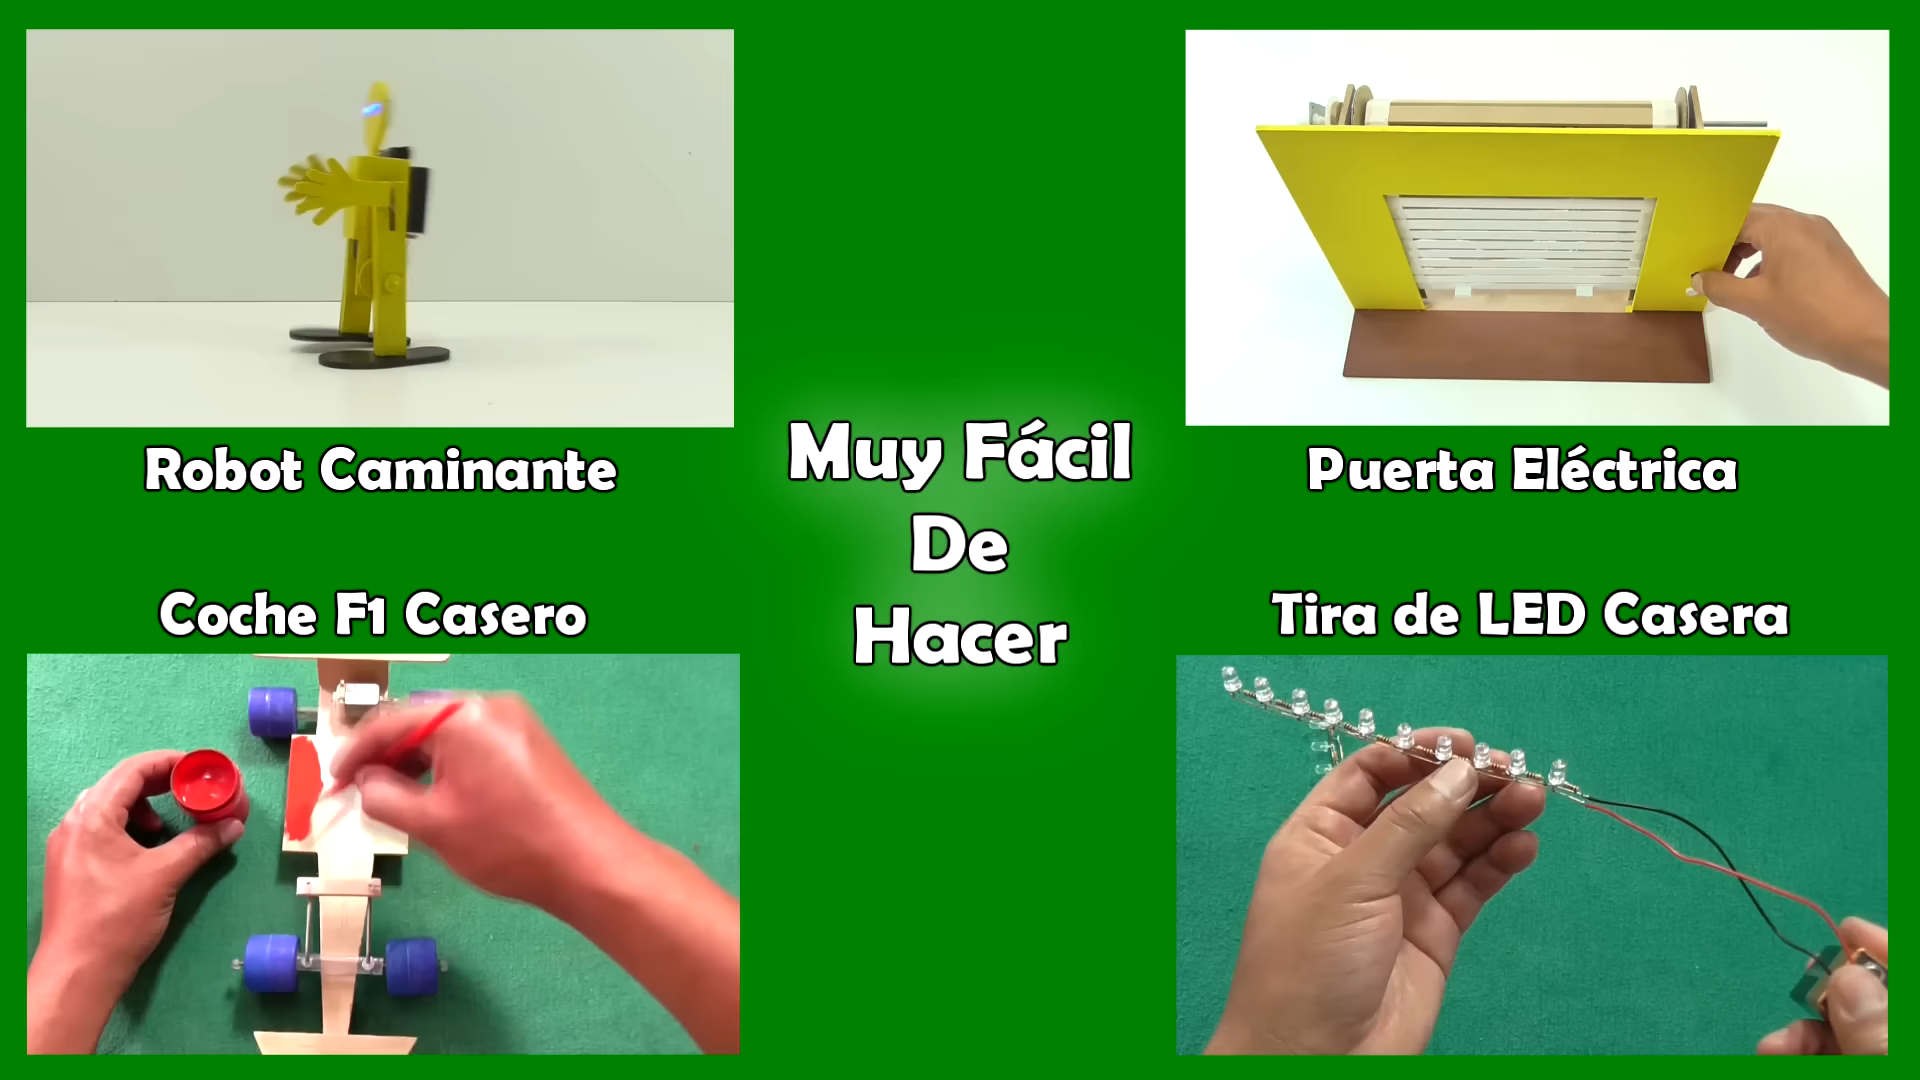 Robot Caminante
Puerta Eléctrica
Muy Fácil
De
Hacer
Coche F1 Casero
Tira de LED Casera